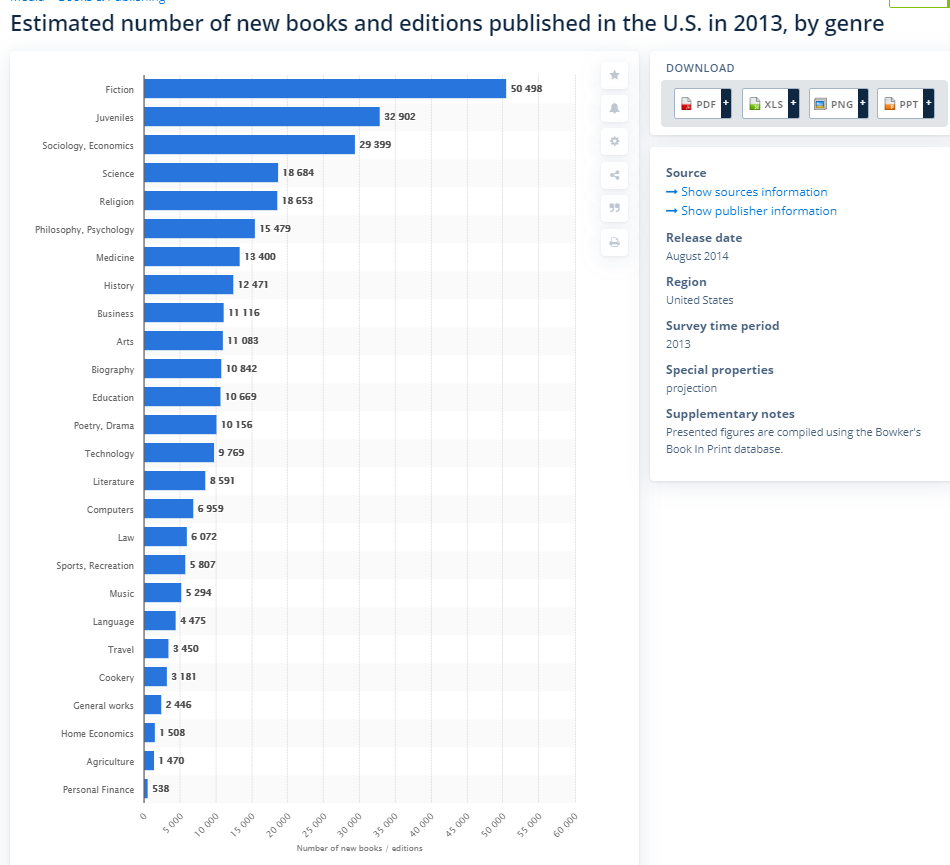 Media › Books & Publishing
Estimated number of new books and editions published in the U.S. in 2013, by genre
Fiction 50 498
Juveniles 32 902
Sociology, Economics 29 399
Science 18 684
Religion 18 653
Philosophy, Psychology 15 479
Medicine 13 400
History 12 471
Business 11 116
Arts 11 083
Biography 10 842
Education 10 669
Poetry, Drama 10 156
Technology 9 769
Literature 8 591
Computers 6 959
Law 6 072
Sports, Recreation 5 807
Music 5 294
Language 4 475
Travel 3 450
Cookery 3 181
General works 2 446
Home Economics 1 508
Agriculture 1 470
Personal Finance 538
0 5 000 10 000 15 000 20 000 25 000 30 000 35 000 40 000 45 000 50 000 55 000 60 000
Number of new books / editions
DOWNLOAD
PDF + XLS + PNG + PPT +
Source
→ Show sources information
→ Show publisher information
Release date
August 2014
Region
United States
Survey time period
2013
Special properties
projection
Supplementary notes
Presented figures are compiled using the Bowker's
Book In Print database.